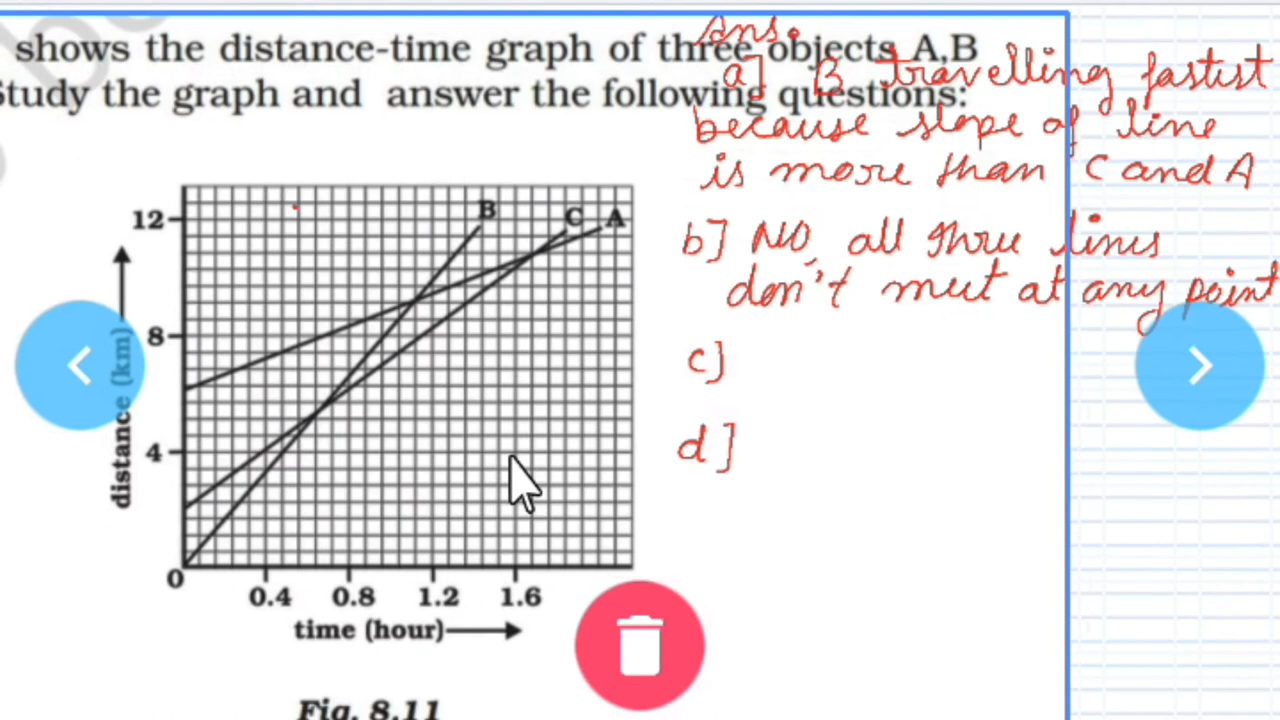 shows the distance-time graph of three objects A,B
Study the graph and answer the following questions:
Ans.
a] B travelling fastest
because slope of line
is more than C and A
b] NO, all three lines
don't meet at any point
c]
d]
12
8
4
0
distance (km)
B
C
A
0.4 0.8 1.2 1.6
time (hour)
Fig. 8.11